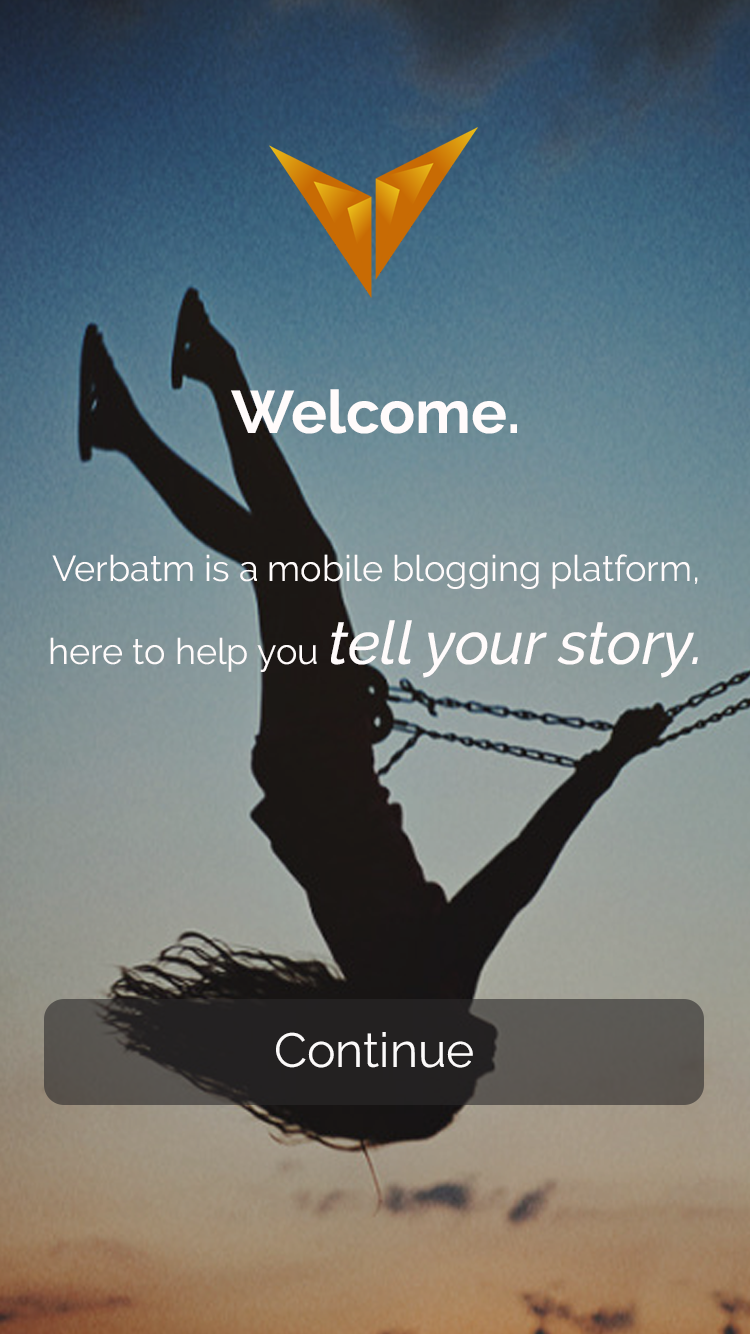 Welcome.
Verbatm is a mobile blogging platform,
here to help you tell your story.
Continue